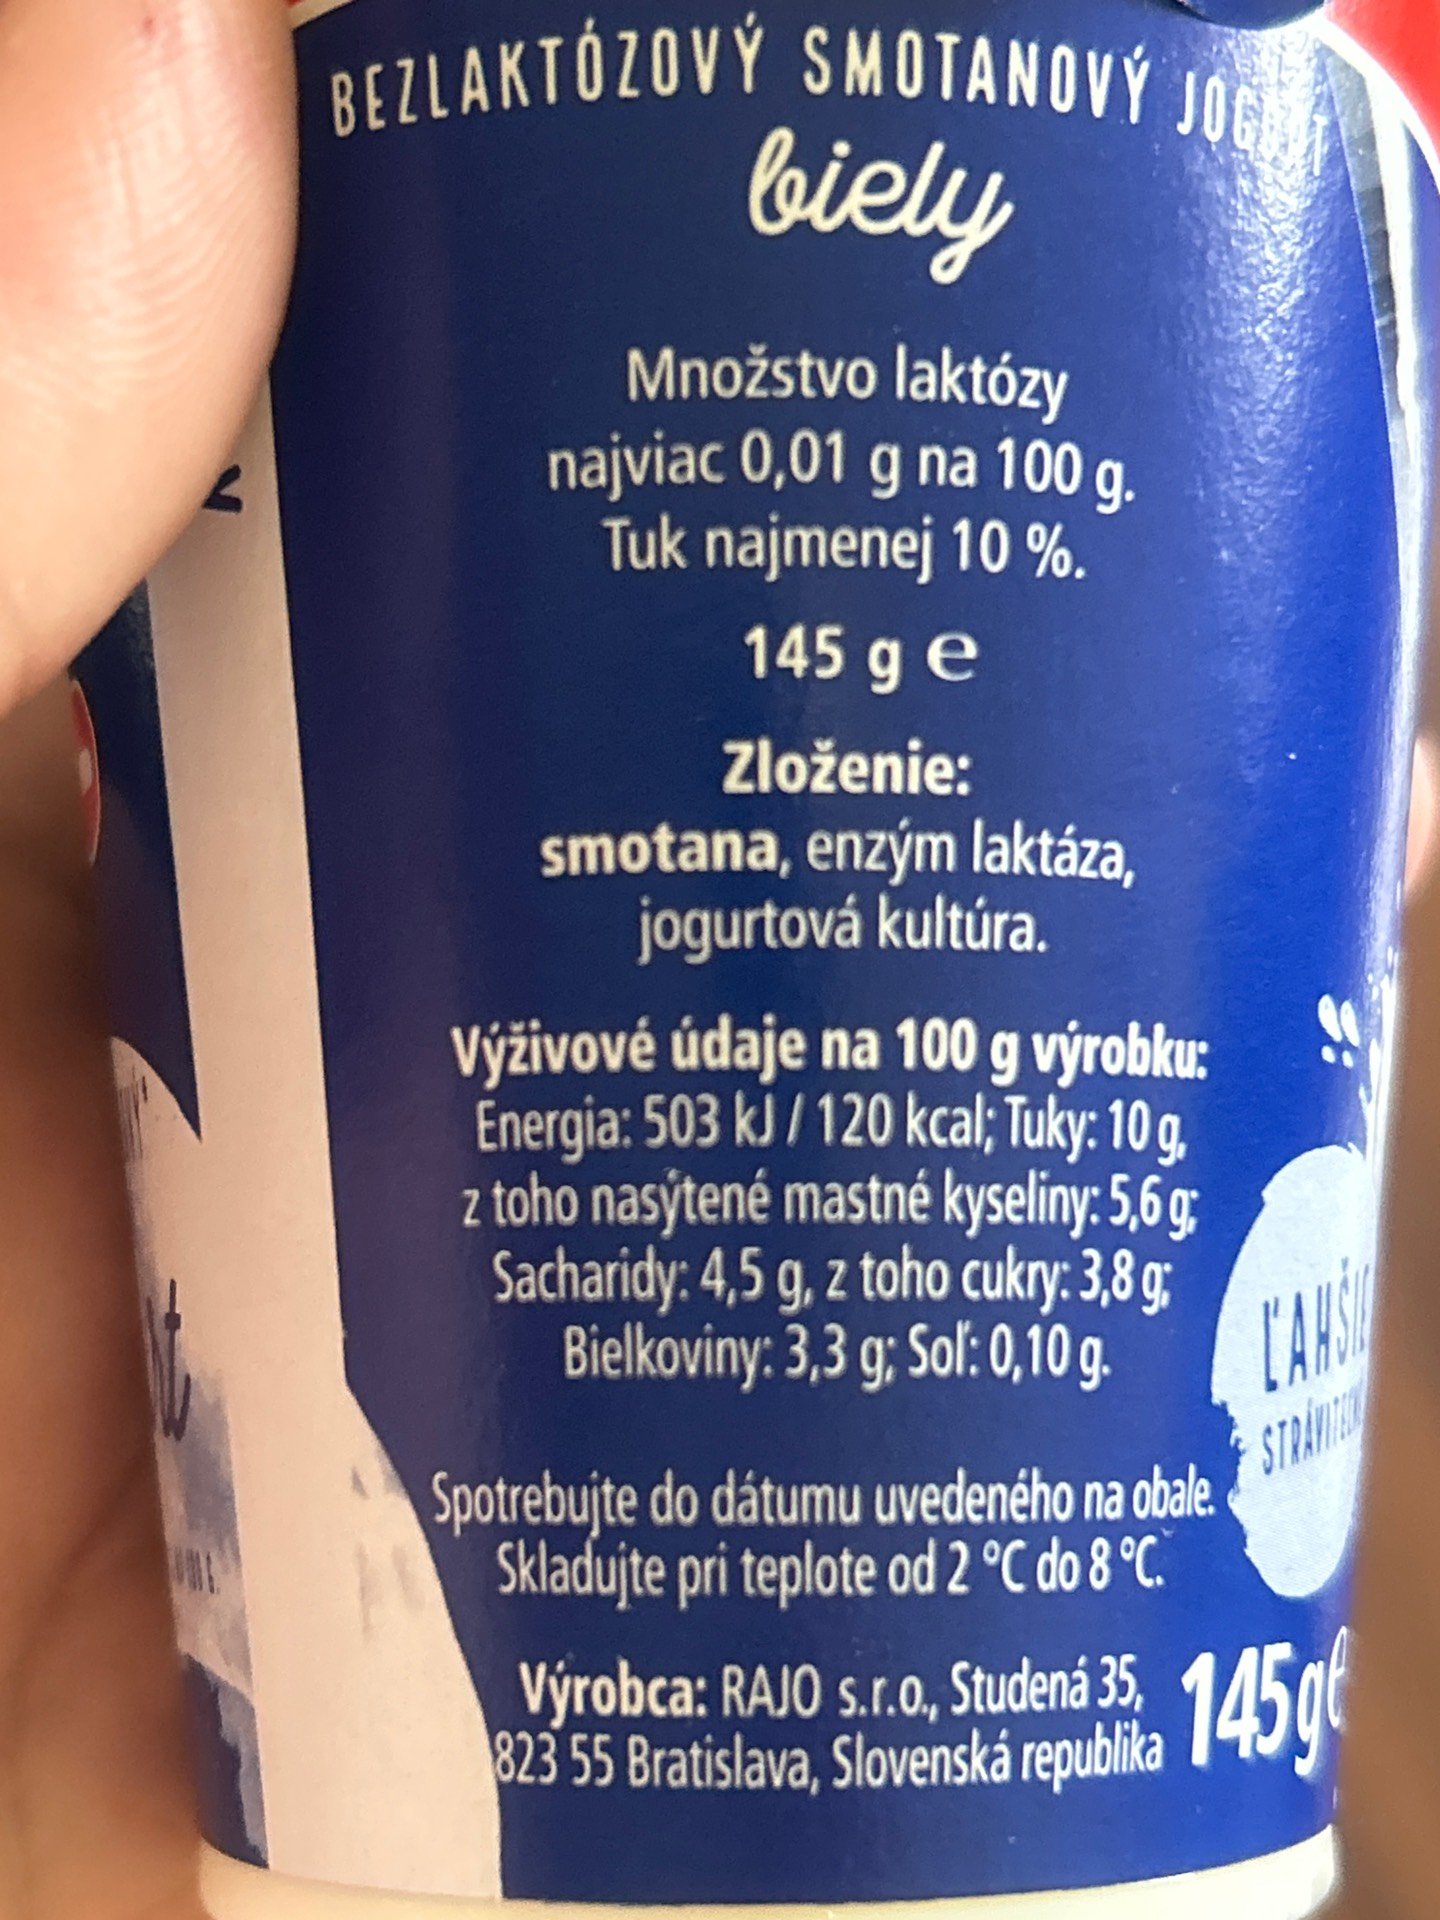 BEZLAKTÓZOVÝ SMOTANOVÝ
biely
Množstvo laktózy
najviac 0,01 g na 100 g.
Tuk najmenej 10 %.
145 g e
Zloženie:
smotana, enzým laktáza,
jogurtová kultúra.
Výživové údaje na 100 g výrobku:
Energia: 503 kJ / 120 kcal; Tuky: 10 g,
z toho nasýtené mastné kyseliny: 5,6 g;
Sacharidy: 4,5 g, z toho cukry: 3,8 g;
Bielkoviny: 3,3 g; Soľ: 0,10 g.
Spotrebujte do dátumu uvedeného na obale.
Skladujte pri teplote od 2 °C do 8 °C.
Výrobca: RAJO s.r.o., Studená 35,
823 55 Bratislava, Slovenská republika
ĽAHŠIE
145 g e